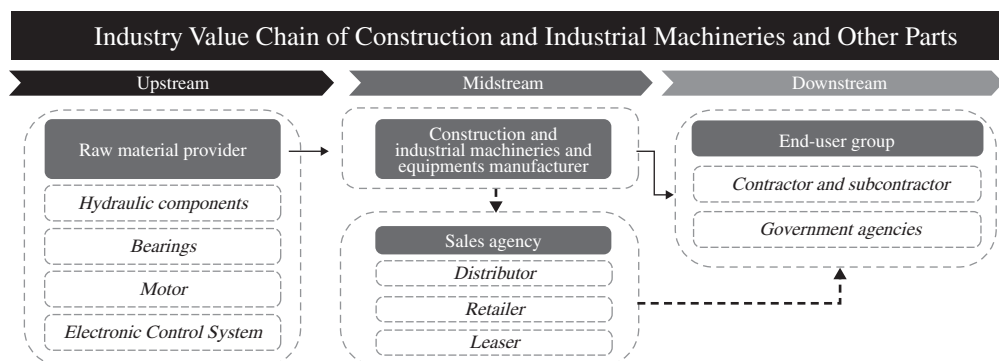 Industry Value Chain of Construction and Industrial Machineries and Other Parts
Upstream
Midstream
Downstream
Raw material provider
Hydraulic components
Bearings
Motor
Electronic Control System
Construction and
industrial machineries and
equipments manufacturer
Sales agency
Distributor
Retailer
Leaser
End-user group
Contractor and subcontractor
Government agencies